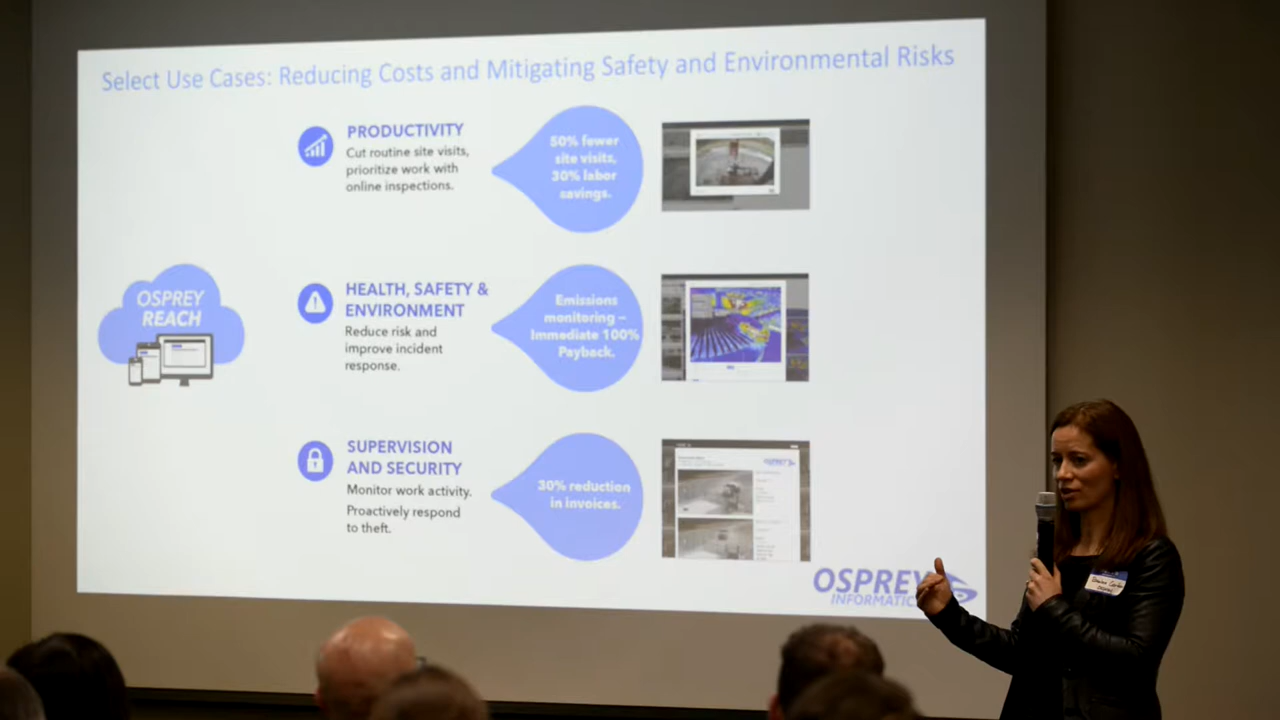 Select Use Cases: Reducing Costs and Mitigating Safety and Environmental Risks
PRODUCTIVITY
Cut routine site visits,
prioritize work with
online inspections.
50% fewer
site visits,
30% labor
savings.
OSPREY
REACH
HEALTH, SAFETY &
ENVIRONMENT
Reduce risk and
improve incident
response.
Emissions
monitoring –
Immediate 100%
Payback.
SUPERVISION
AND SECURITY
Monitor work activity.
Proactively respond
to theft.
30% reduction
in invoices.
OSPREY
INFORMATIC